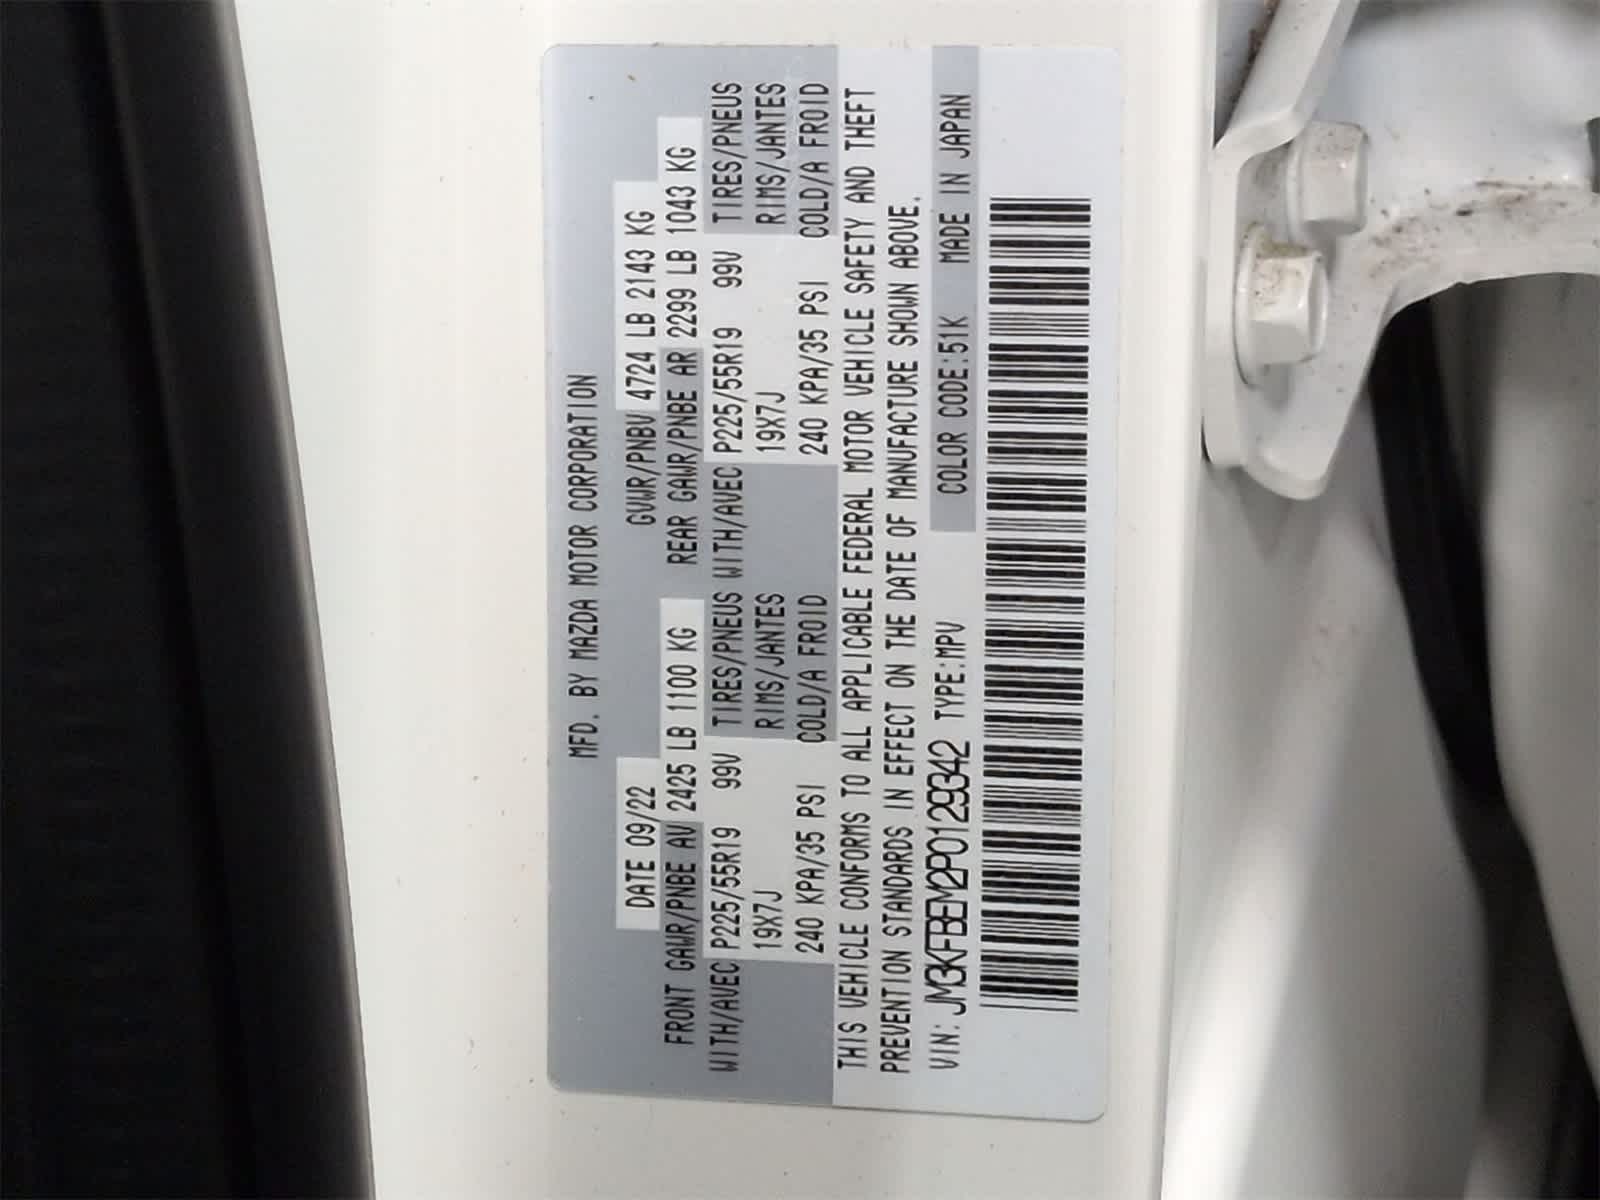 MFD. BY MAZDA MOTOR CORPORATION
DATE 09/22 GVWR/PNBV 4724 LB 2143 KG
FRONT GAWR/PNBE AV 2425 LB 1100 KG REAR GAWR/PNBE AR 2299 LB 1043 KG
WITH/AVEC P225/55R19 99V TIRES/PNEUS WITH/AVEC P225/55R19 99V TIRES/PNEUS
19X7J RIMS/JANTES 19X7J RIMS/JANTES
240 KPA/35 PSI COLD/A FROID 240 KPA/35 PSI COLD/A FROID
THIS VEHICLE CONFORMS TO ALL APPLICABLE FEDERAL MOTOR VEHICLE SAFETY AND THEFT
PREVENTION STANDARDS IN EFFECT ON THE DATE OF MANUFACTURE SHOWN ABOVE.
VIN: JM3KFBEM2P0129342 TYPE:MPV COLOR CODE:51K MADE IN JAPAN